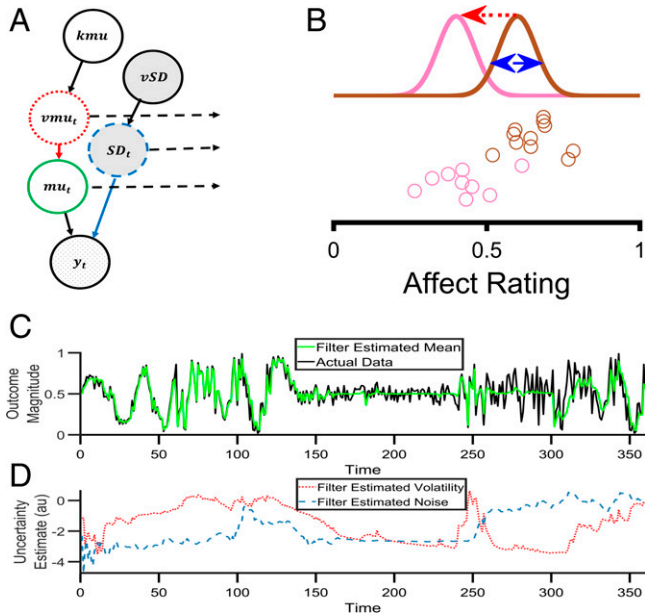 A
kmu
vSD
vmu_t
SD_t
mu_t
y_t
B
0
0.5
1
Affect Rating
C
Filter Estimated Mean
Actual Data
Outcome
Magnitude
1
0.5
0
0 50 100 150 200 250 300 350
Time
D
Filter Estimated Volatility
Filter Estimated Noise
Uncertainty
Estimate (au)
0
-2
-4
0 50 100 150 200 250 300 350
Time